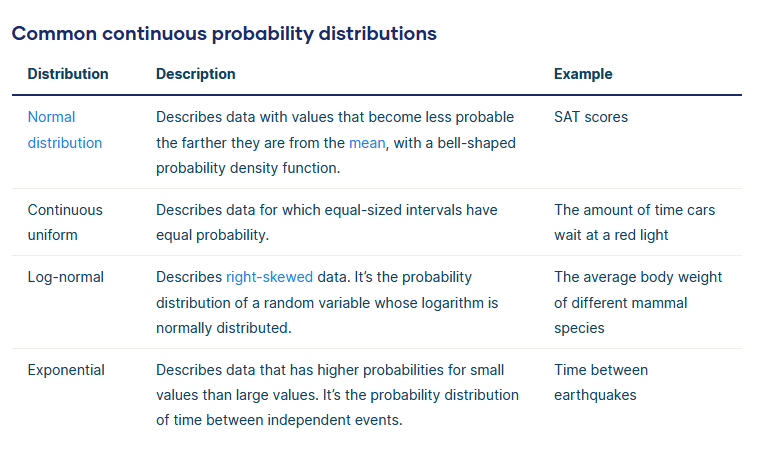 Common continuous probability distributions
Distribution Description Example
Normal distribution
Describes data with values that become less probable
the farther they are from the mean, with a bell-shaped
probability density function.
SAT scores
Continuous uniform
Describes data for which equal-sized intervals have
equal probability.
The amount of time cars
wait at a red light
Log-normal
Describes right-skewed data. It’s the probability
distribution of a random variable whose logarithm is
normally distributed.
The average body weight
of different mammal
species
Exponential
Describes data that has higher probabilities for small
values than large values. It’s the probability distribution
of time between independent events.
Time between
earthquakes